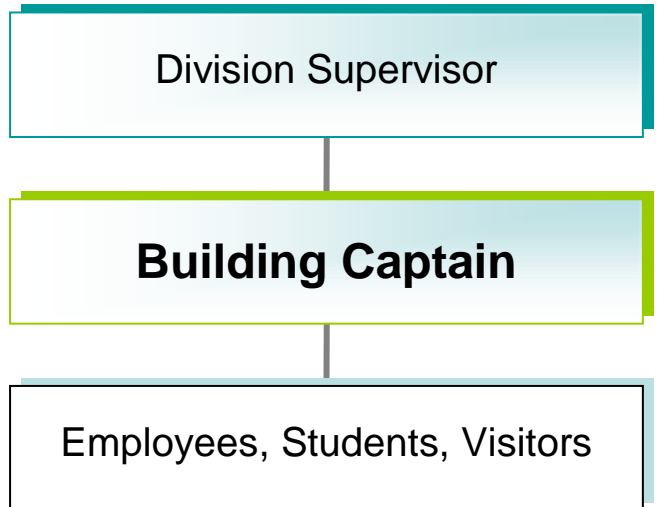 Division Supervisor
Building Captain
Employees, Students, Visitors